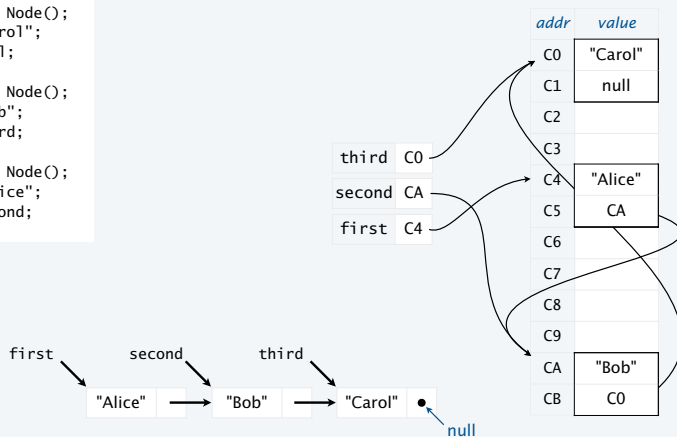 Node();
rol";
l;
Node();
b";
rd;
Node();
ice";
ond;
third C0
second CA
first C4
addr value
C0 "Carol"
C1 null
C2
C3
C4 "Alice"
C5 CA
C6
C7
C8
C9
CA "Bob"
CB C0
first second third
"Alice" "Bob" "Carol"
null